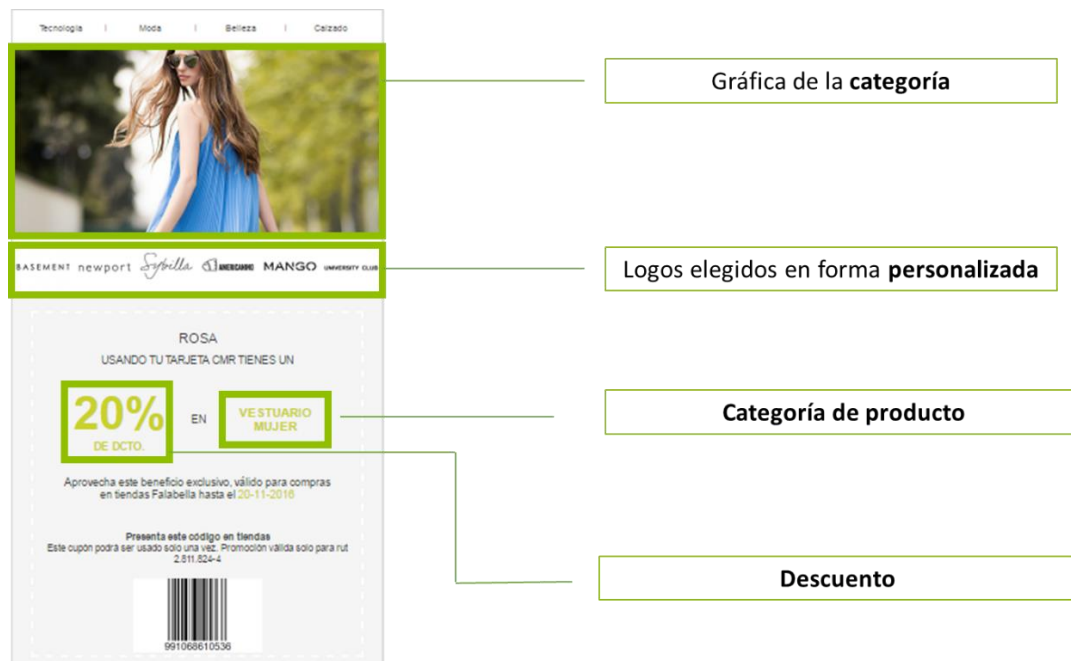 Tecnología | Moda | Belleza | Calzado
Gráfica de la categoría
BASEMENT newport Sybilla AMERICANINO MANGO UNIVERSITY CLUB
Logos elegidos en forma personalizada
ROSA
USANDO TU TARJETA CMR TIENES UN
20%
DE DCTO.
EN
VESTUARIO
MUJER
Categoría de producto
Aprovecha este beneficio exclusivo, válido para compras
en tiendas Falabella hasta el 20-11-2016
Presenta este código en tiendas
Este cupón podrá ser usado solo una vez. Promoción válida solo para rut
2.811.824-4
Descuento
991068610536